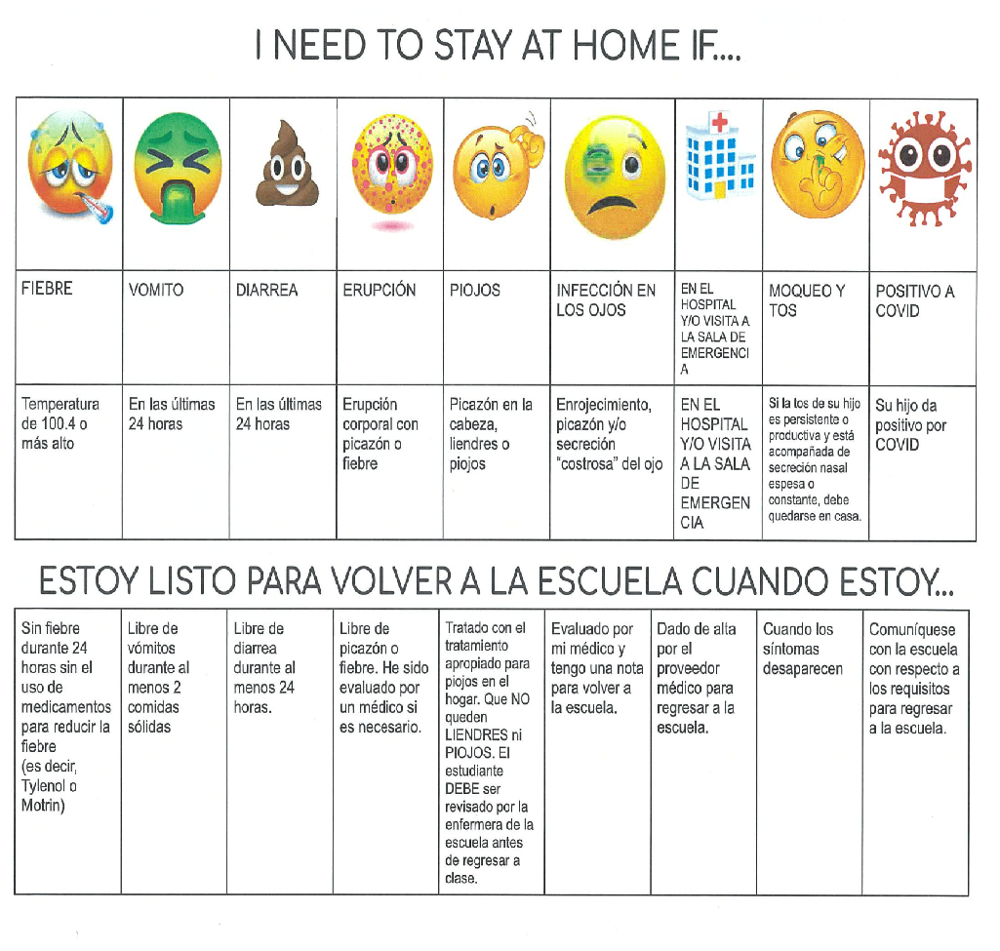 I NEED TO STAY AT HOME IF....
FIEBRE
VOMITO
DIARREA
ERUPCIÓN
PIOJOS
INFECCIÓN EN
LOS OJOS
EN EL
HOSPITAL
Y/O VISITA A
LA SALA DE
EMERGENCI
A
MOQUEO Y
TOS
POSITIVO A
COVID
Temperatura
de 100.4 o
más alto
En las últimas
24 horas
En las últimas
24 horas
Erupción
corporal con
picazón o
fiebre
Picazón en la
cabeza,
liendres o
piojos
Enrojecimiento,
picazón y/o
secreción
“costrosa” del ojo
EN EL
HOSPITAL
Y/O VISITA
A LA SALA
DE
EMERGEN
CIA
Si la tos de su hijo
es persistente o
productiva y está
acompañada de
secreción nasal
espesa o
constante, debe
quedarse en casa.
Su hijo da
positivo por
COVID
ESTOY LISTO PARA VOLVER A LA ESCUELA CUANDO ESTOY...
Sin fiebre
durante 24
horas sin el
uso de
medicamentos
para reducir la
fiebre
(es decir,
Tylenol o
Motrin)
Libre de
vómitos
durante al
menos 2
comidas
sólidas
Libre de
diarrea
durante al
menos 24
horas.
Libre de
picazón o
fiebre. He sido
evaluado por
un médico si
es necesario.
Tratado con el
tratamiento
apropiado para
piojos en el
hogar. Que NO
queden
LIENDRES ni
PIOJOS. El
estudiante
DEBE ser
revisado por la
enfermera de la
escuela antes
de regresar a
clase.
Evaluado por
mi médico y
tengo una nota
para volver a
la escuela.
Dado de alta
por el
proveedor
médico para
regresar a la
escuela.
Cuando los
síntomas
desaparecen
Comuníquese
con la escuela
con respecto a
los requisitos
para regresar
a la escuela.